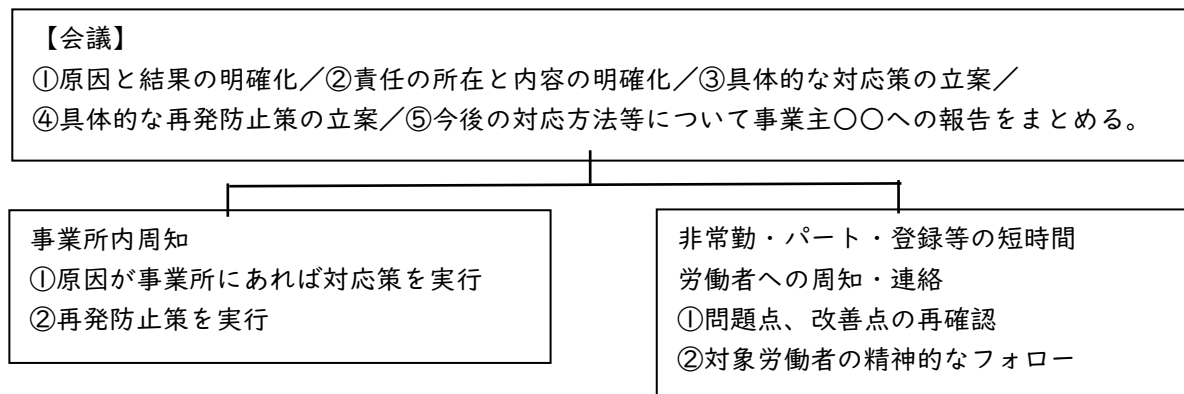 【会議】
①原因と結果の明確化／②責任の所在と内容の明確化／③具体的な対応策の立案／
④具体的な再発防止策の立案／⑤今後の対応方法等について事業主〇〇への報告をまとめる。
事業所内周知
①原因が事業所にあれば対応策を実行
②再発防止策を実行
非常勤・パート・登録等の短時間
労働者への周知・連絡
①問題点、改善点の再確認
②対象労働者の精神的なフォロー